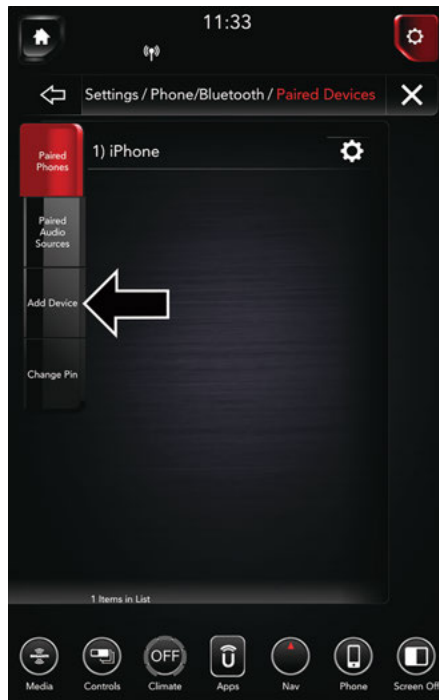 11:33
Settings / Phone/Bluetooth / Paired Devices
Paired
Phones
1) iPhone
Paired
Audio
Sources
Add Device
Change Pin
1 Items in List
OFF
Media
Controls
Climate
Apps
Nav
Phone
Screen Off